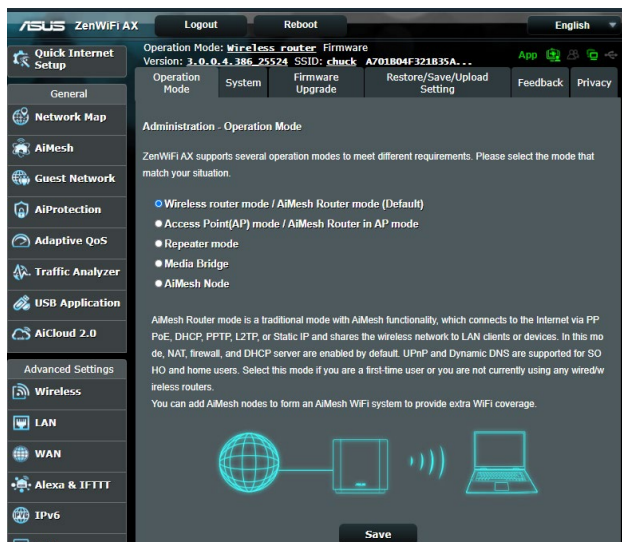 ASUS ZenWiFi AX
Logout
Reboot
English
Quick Internet
Setup
Operation Mode: Wireless router Firmware
Version: 3.0.0.4.386_25524 SSID: chuck A701B04F321B35A...
App
General
Network Map
AiMesh
Guest Network
AiProtection
Adaptive QoS
Traffic Analyzer
USB Application
AiCloud 2.0
Advanced Settings
Wireless
LAN
WAN
Alexa & IFTTT
IPv6
Operation
Mode
System
Firmware
Upgrade
Restore/Save/Upload
Setting
Feedback
Privacy
Administration - Operation Mode
ZenWiFi AX supports several operation modes to meet different requirements. Please select the mode that
match your situation.
Wireless router mode / AiMesh Router mode (Default)
Access Point(AP) mode / AiMesh Router in AP mode
Repeater mode
Media Bridge
AiMesh Node
AiMesh Router mode is a traditional mode with AiMesh functionality, which connects to the Internet via PP
PoE, DHCP, PPTP, L2TP, or Static IP and shares the wireless network to LAN clients or devices. In this mo
de, NAT, firewall, and DHCP server are enabled by default. UPnP and Dynamic DNS are supported for SO
HO and home users. Select this mode if you are a first-time user or you are not currently using any wired/w
ireless routers.
You can add AiMesh nodes to form an AiMesh WiFi system to provide extra WiFi coverage.
Save